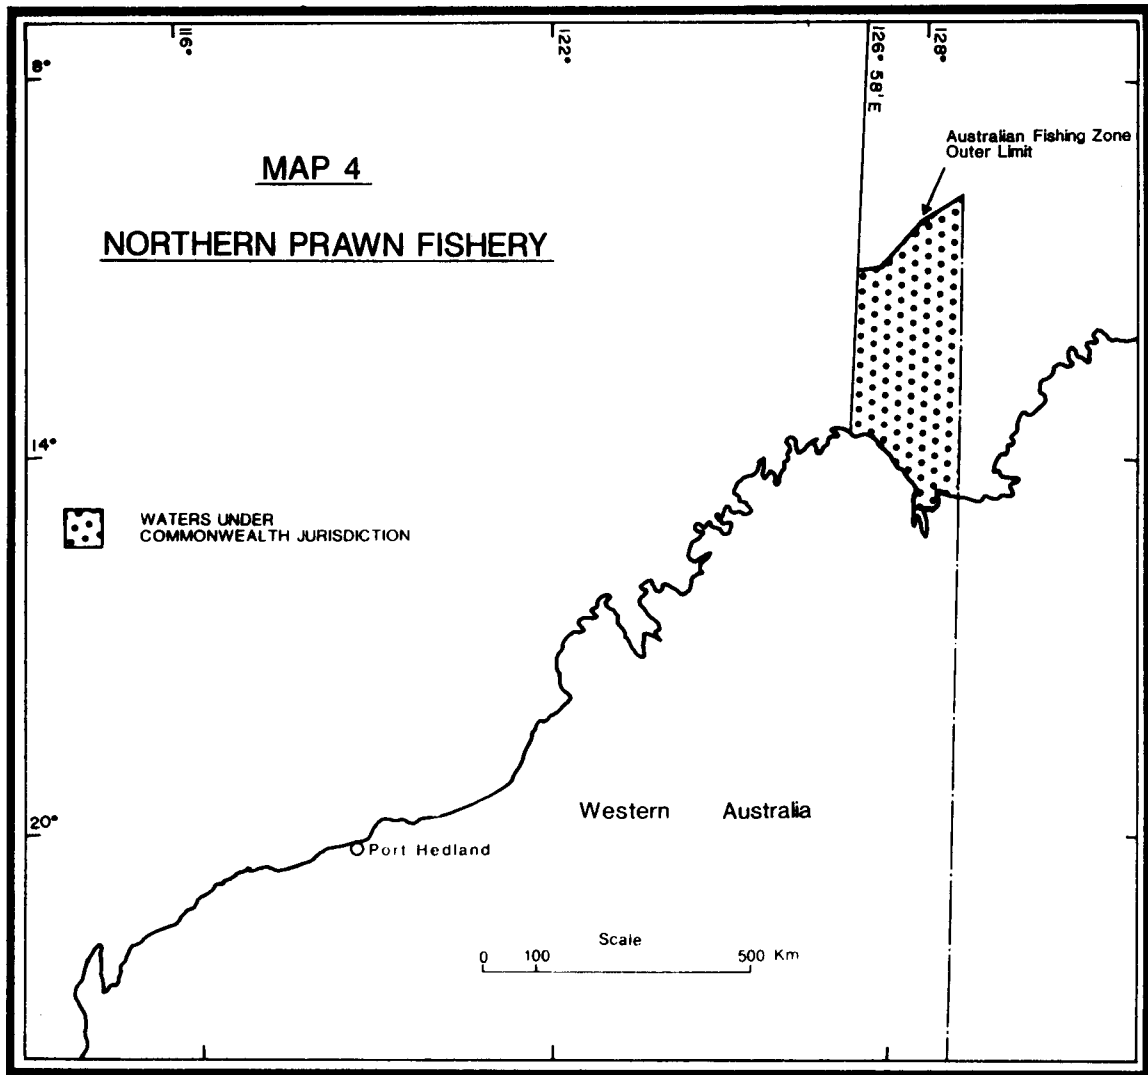 116°
122°
126° 58'E
128°
8°
Australian Fishing Zone
Outer Limit
MAP 4
NORTHERN PRAWN FISHERY
14°
WATERS UNDER
COMMONWEALTH JURISDICTION
Western Australia
20°
Port Hedland
Scale
0 100 500 Km